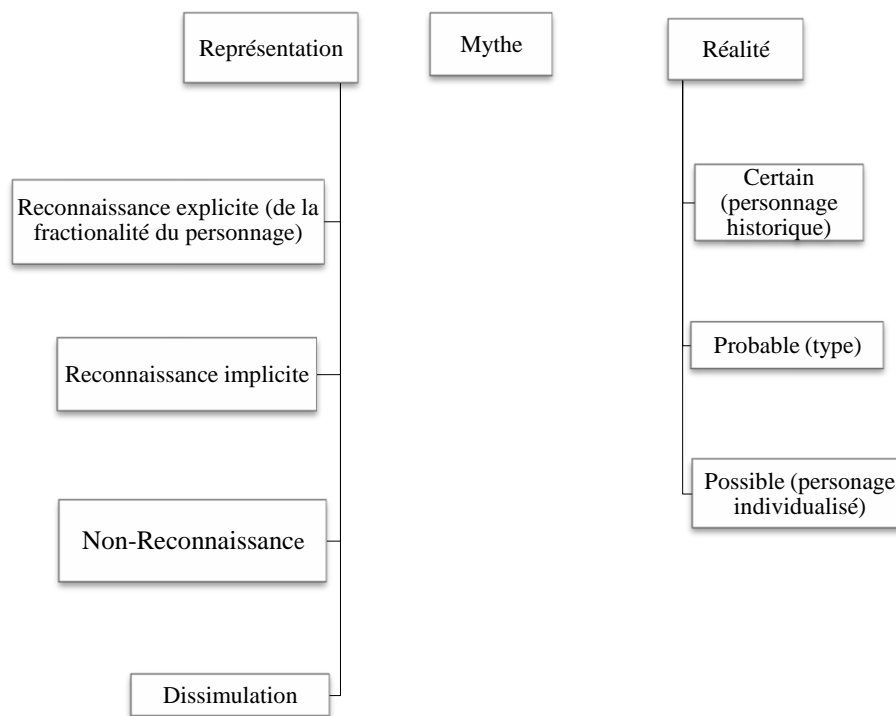 Représentation
Mythe
Réalité
Reconnaissance explicite (de la
fractionalité du personnage)
Reconnaissance implicite
Non-Reconnaissance
Dissimulation
Certain
(personnage
historique)
Probable (type)
Possible (personage
individualisé)